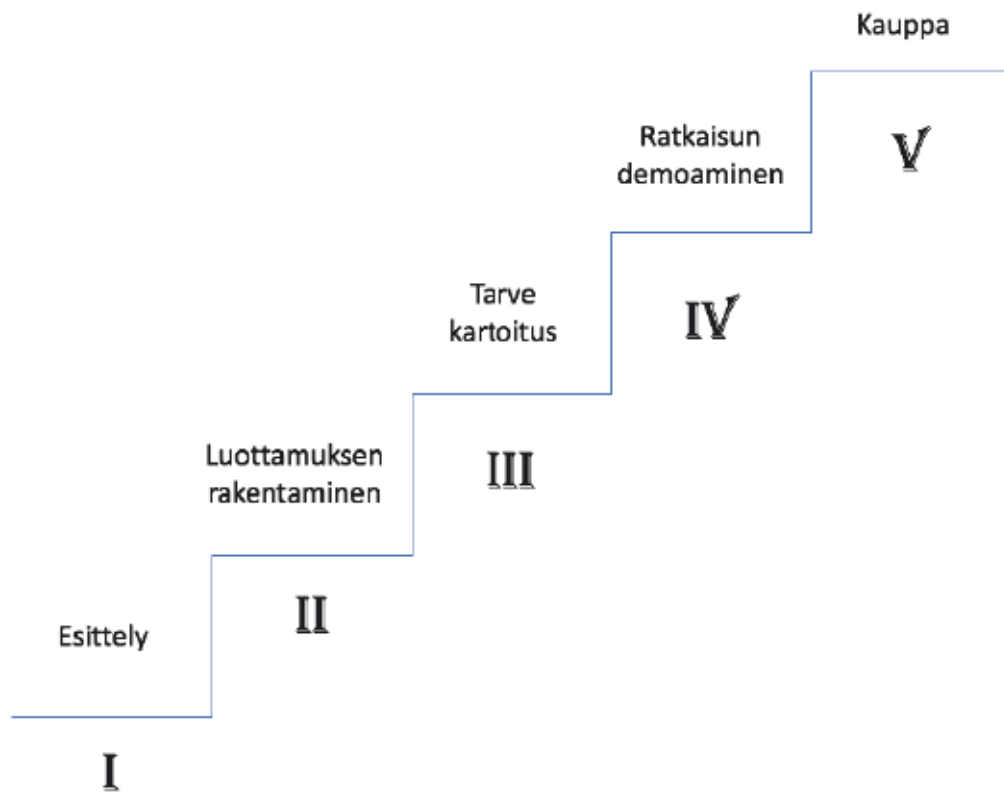 Kauppa
V
Ratkaisun
demoaminen
IV
Tarve
kartoitus
III
Luottamuksen
rakentaminen
II
Esittely
I